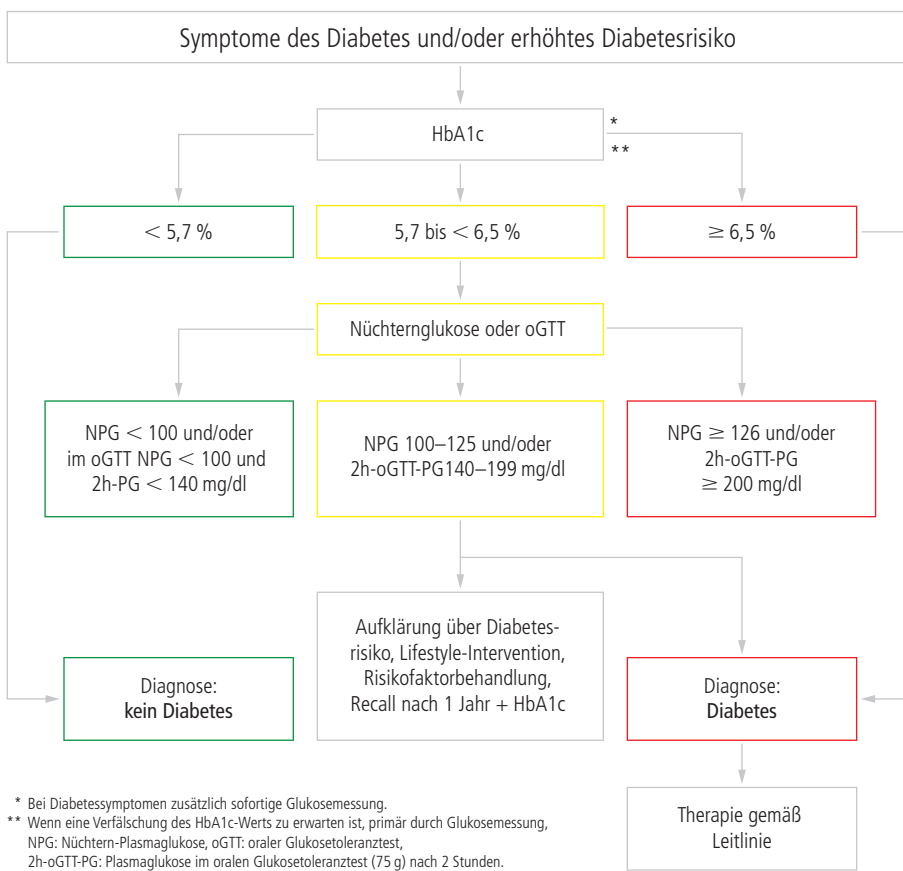 Symptome des Diabetes und/oder erhöhtes Diabetesrisiko
HbA1c
*
**
< 5,7 %
5,7 bis < 6,5 %
≥ 6,5 %
Nüchternglukose oder oGTT
NPG < 100 und/oder
im oGTT NPG < 100 und
2h-PG < 140 mg/dl
NPG 100–125 und/oder
2h-oGTT-PG140–199 mg/dl
NPG ≥ 126 und/oder
2h-oGTT-PG
≥ 200 mg/dl
Diagnose:
kein Diabetes
Aufklärung über Diabetes-
risiko, Lifestyle-Intervention,
Risikofaktorbehandlung,
Recall nach 1 Jahr + HbA1c
Diagnose:
Diabetes
Therapie gemäß
Leitlinie
* Bei Diabetessymptomen zusätzlich sofortige Glukosemessung.
** Wenn eine Verfälschung des HbA1c-Werts zu erwarten ist, primär durch Glukosemessung,
NPG: Nüchtern-Plasmaglukose, oGTT: oraler Glukosetoleranztest,
2h-oGTT-PG: Plasmaglukose im oralen Glukosetoleranztest (75 g) nach 2 Stunden.